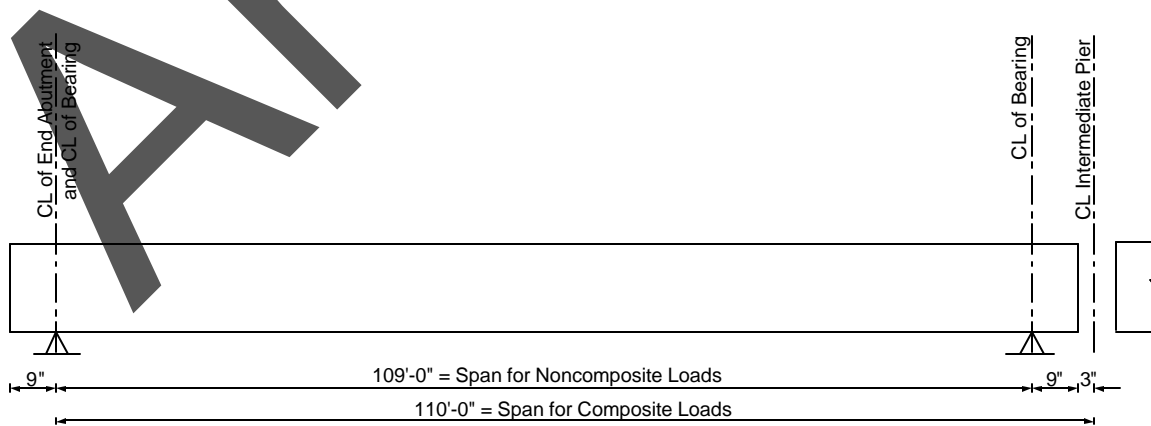 CL of End Abutment
and CL of Bearing
CL of Bearing
CL Intermediate Pier
9"
109'-0" = Span for Noncomposite Loads
9"
3"
110'-0" = Span for Composite Loads